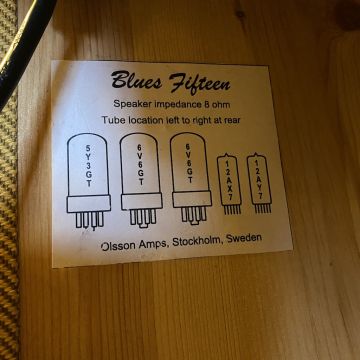 Blues Fifteen
Speaker impedance 8 ohm
Tube location left to right at rear
5Y3GT 6V6GT 6V6GT 12AX7 12AY7
Olsson Amps, Stockholm, Sweden